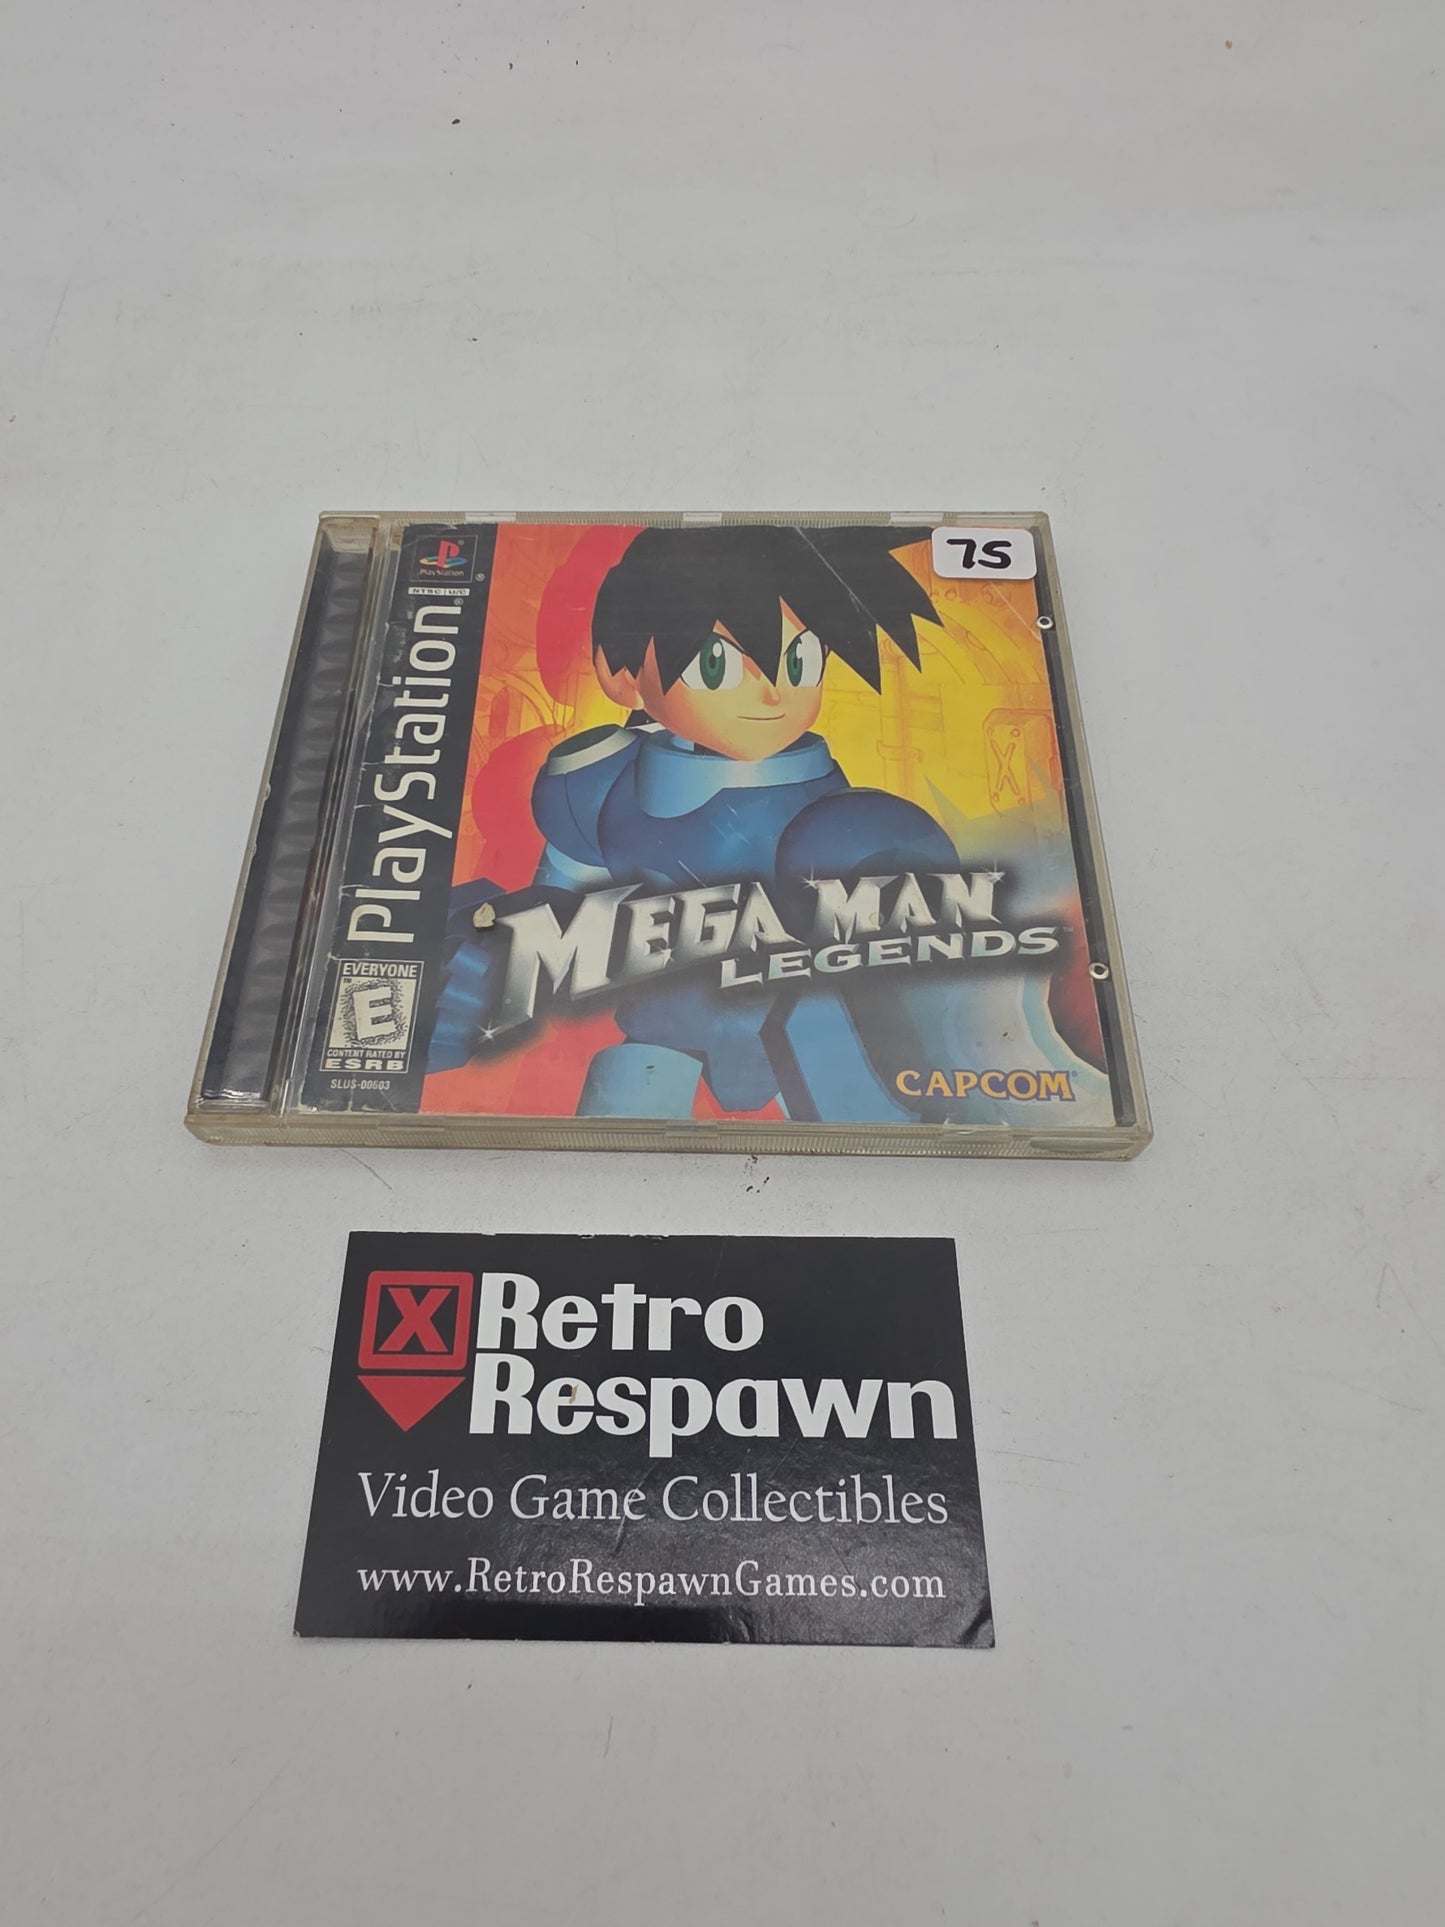 PlayStation
®
NTSC U/C
PlayStation®
75
X
MEGA MAN
LEGENDS™
EVERYONE
E
CONTENT RATED BY
ESRB
SLUS-00603
CAPCOM®
X
Retro
Respawn
Video Game Collectibles
www.RetroRespawnGames.com